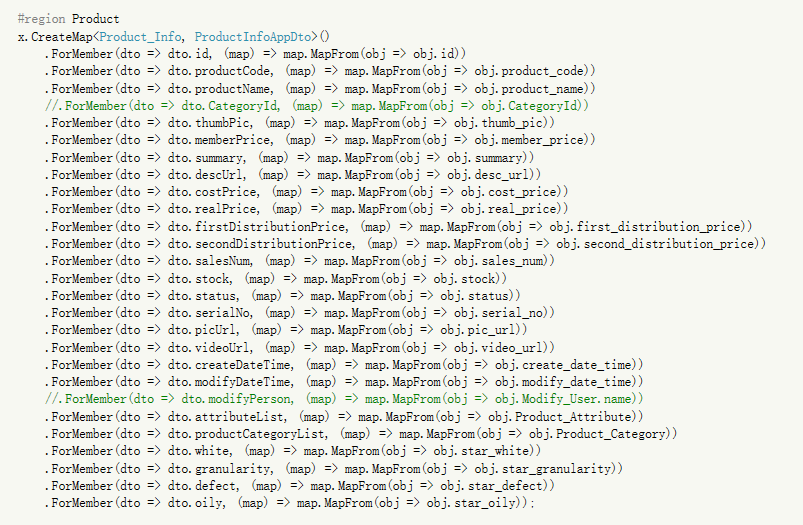 #region Product
x.CreateMap<Product_Info, ProductInfoAppDto>()
.ForMember(dto => dto.id, (map) => map.MapFrom(obj => obj.id))
.ForMember(dto => dto.productCode, (map) => map.MapFrom(obj => obj.product_code))
.ForMember(dto => dto.productName, (map) => map.MapFrom(obj => obj.product_name))
//.ForMember(dto => dto.CategoryId, (map) => map.MapFrom(obj => obj.CategoryId))
.ForMember(dto => dto.thumbPic, (map) => map.MapFrom(obj => obj.thumb_pic))
.ForMember(dto => dto.memberPrice, (map) => map.MapFrom(obj => obj.member_price))
.ForMember(dto => dto.summary, (map) => map.MapFrom(obj => obj.summary))
.ForMember(dto => dto.descUrl, (map) => map.MapFrom(obj => obj.desc_url))
.ForMember(dto => dto.costPrice, (map) => map.MapFrom(obj => obj.cost_price))
.ForMember(dto => dto.realPrice, (map) => map.MapFrom(obj => obj.real_price))
.ForMember(dto => dto.firstDistributionPrice, (map) => map.MapFrom(obj => obj.first_distribution_price))
.ForMember(dto => dto.secondDistributionPrice, (map) => map.MapFrom(obj => obj.second_distribution_price))
.ForMember(dto => dto.salesNum, (map) => map.MapFrom(obj => obj.sales_num))
.ForMember(dto => dto.stock, (map) => map.MapFrom(obj => obj.stock))
.ForMember(dto => dto.status, (map) => map.MapFrom(obj => obj.status))
.ForMember(dto => dto.serialNo, (map) => map.MapFrom(obj => obj.serial_no))
.ForMember(dto => dto.picUrl, (map) => map.MapFrom(obj => obj.pic_url))
.ForMember(dto => dto.videoUrl, (map) => map.MapFrom(obj => obj.video_url))
.ForMember(dto => dto.createDateTime, (map) => map.MapFrom(obj => obj.create_date_time))
.ForMember(dto => dto.modifyDateTime, (map) => map.MapFrom(obj => obj.modify_date_time))
//.ForMember(dto => dto.modifyPerson, (map) => map.MapFrom(obj => obj.Modify_User.name))
.ForMember(dto => dto.attributeList, (map) => map.MapFrom(obj => obj.Product_Attribute))
.ForMember(dto => dto.productCategoryList, (map) => map.MapFrom(obj => obj.Product_Category))
.ForMember(dto => dto.white, (map) => map.MapFrom(obj => obj.star_white))
.ForMember(dto => dto.granularity, (map) => map.MapFrom(obj => obj.star_granularity))
.ForMember(dto => dto.defect, (map) => map.MapFrom(obj => obj.star_defect))
.ForMember(dto => dto.oily, (map) => map.MapFrom(obj => obj.star_oily));